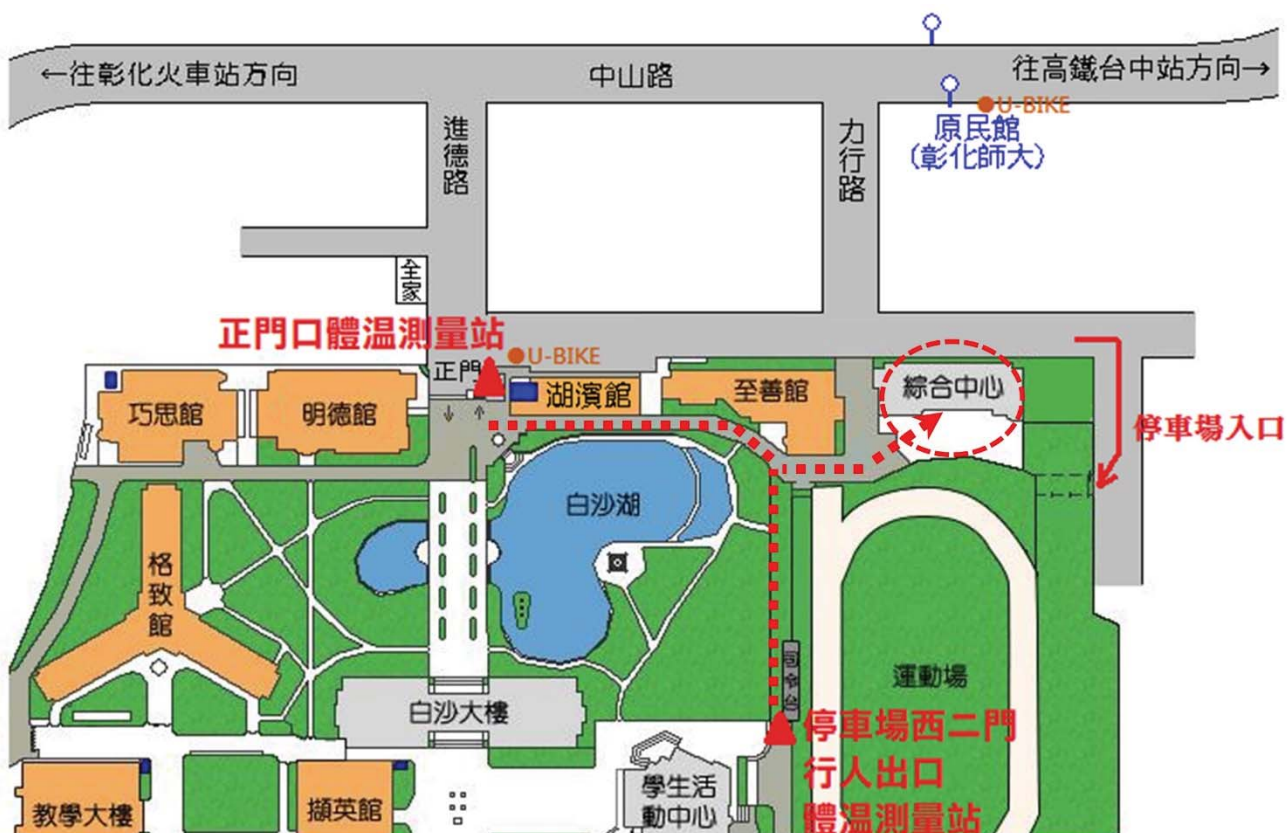 ←往彰化火車站方向
中山路
往高鐵台中站方向→
U-BIKE
原民館
(彰化師大)
進德路
力行路
全家
正門口體溫測量站
U-BIKE
正門
湖濱館
至善館
綜合中心
巧思館
明德館
停車場入口
白沙湖
格致館
司令台
運動場
白沙大樓
停車場西二門
行人出口
體溫測量站
學生活
動中心
教學大樓
擷英館